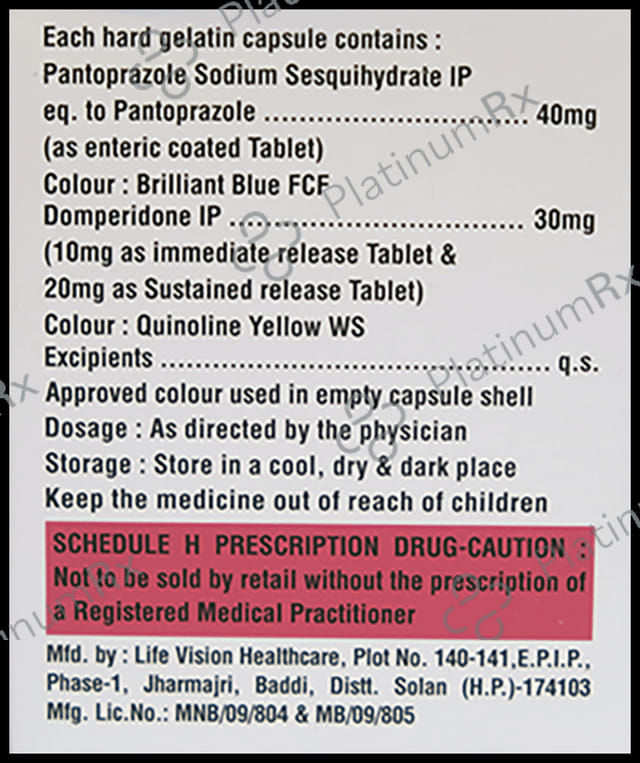 Each hard gelatin capsule contains :
Pantoprazole Sodium Sesquihydrate IP
eq. to Pantoprazole .............................. 40mg
(as enteric coated Tablet)
Colour : Brilliant Blue FCF
Domperidone IP .................................. 30mg
(10mg as immediate release Tablet &
20mg as Sustained release Tablet)
Colour : Quinoline Yellow WS
Excipients ............................................. q.s.
Approved colour used in empty capsule shell
Dosage : As directed by the physician
Storage : Store in a cool, dry & dark place
Keep the medicine out of reach of children
SCHEDULE H PRESCRIPTION DRUG-CAUTION :
Not to be sold by retail without the prescription of
a Registered Medical Practitioner
Mfd. by : Life Vision Healthcare, Plot No. 140-141,E.P.I.P.,
Phase-1, Jharmajri, Baddi, Distt. Solan (H.P.)-174103
Mfg. Lic.No.: MNB/09/804 & MB/09/805
PlatinumRx
PlatinumRx